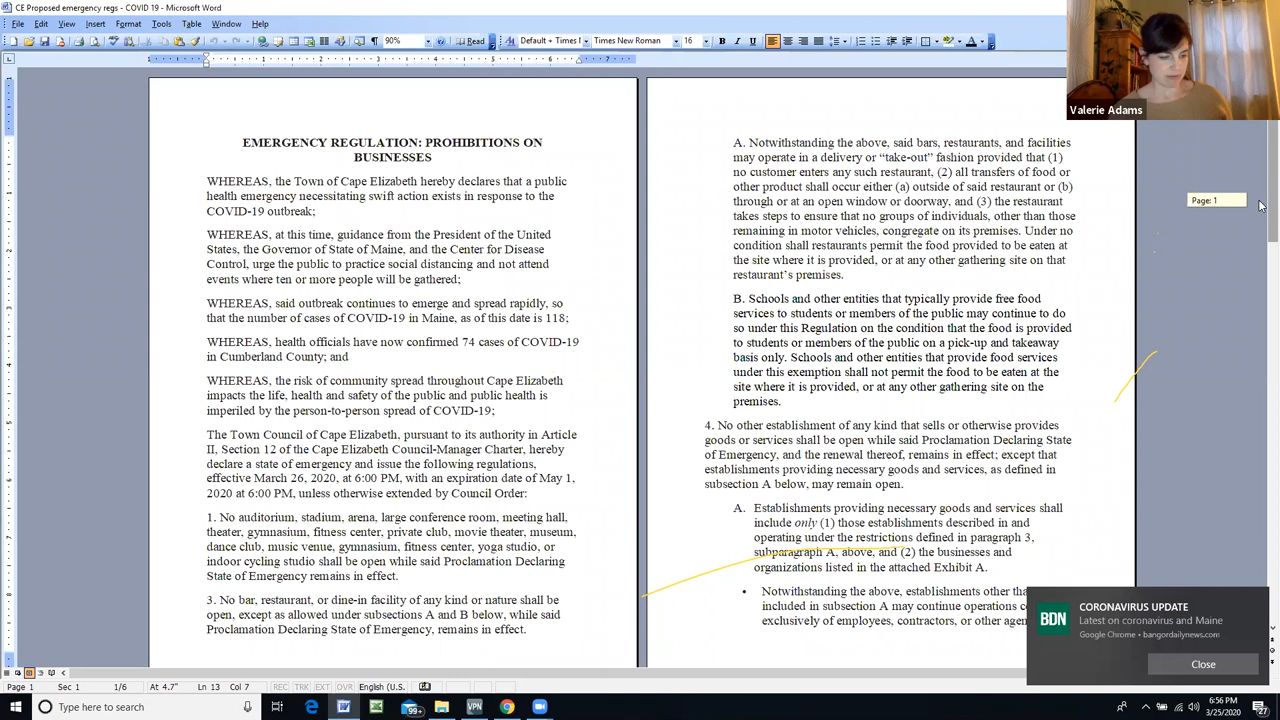 CE Proposed emergency regs - COVID 19 - Microsoft Word
File Edit View Insert Format Tools Table Window Help
90% Read Default + Times Times New Roman 16 B I U
Valerie Adams
EMERGENCY REGULATION: PROHIBITIONS ON
BUSINESSES
WHEREAS, the Town of Cape Elizabeth hereby declares that a public
health emergency necessitating swift action exists in response to the
COVID-19 outbreak;
WHEREAS, at this time, guidance from the President of the United
States, the Governor of State of Maine, and the Center for Disease
Control, urge the public to practice social distancing and not attend
events where ten or more people will be gathered;
WHEREAS, said outbreak continues to emerge and spread rapidly, so
that the number of cases of COVID-19 in Maine, as of this date is 118;
WHEREAS, health officials have now confirmed 74 cases of COVID-19
in Cumberland County; and
WHEREAS, the risk of community spread throughout Cape Elizabeth
impacts the life, health and safety of the public and public health is
imperiled by the person-to-person spread of COVID-19;
The Town Council of Cape Elizabeth, pursuant to its authority in Article
II, Section 12 of the Cape Elizabeth Council-Manager Charter, hereby
declare a state of emergency and issue the following regulations,
effective March 26, 2020, at 6:00 PM, with an expiration date of May 1,
2020 at 6:00 PM, unless otherwise extended by Council Order:
1. No auditorium, stadium, arena, large conference room, meeting hall,
theater, gymnasium, fitness center, private club, movie theater, museum,
dance club, music venue, gymnasium, fitness center, yoga studio, or
indoor cycling studio shall be open while said Proclamation Declaring
State of Emergency remains in effect.
3. No bar, restaurant, or dine-in facility of any kind or nature shall be
open, except as allowed under subsections A and B below, while said
Proclamation Declaring State of Emergency, remains in effect.
A. Notwithstanding the above, said bars, restaurants, and facilities
may operate in a delivery or “take-out” fashion provided that (1)
no customer enters any such restaurant, (2) all transfers of food or
other product shall occur either (a) outside of said restaurant or (b)
through or at an open window or doorway, and (3) the restaurant
takes steps to ensure that no groups of individuals, other than those
remaining in motor vehicles, congregate on its premises. Under no
condition shall restaurants permit the food provided to be eaten at
the site where it is provided, or at any other gathering site on that
restaurant’s premises.
B. Schools and other entities that typically provide free food
services to students or members of the public may continue to do
so under this Regulation on the condition that the food is provided
to students or members of the public on a pick-up and takeaway
basis only. Schools and other entities that provide food services
under this exemption shall not permit the food to be eaten at the
site where it is provided, or at any other gathering site on the
premises.
4. No other establishment of any kind that sells or otherwise provides
goods or services shall be open while said Proclamation Declaring State
of Emergency, and the renewal thereof, remains in effect; except that
establishments providing necessary goods and services, as defined in
subsection A below, may remain open.
A. Establishments providing necessary goods and services shall
include only (1) those establishments described in and
operating under the restrictions defined in paragraph 3,
subparagraph A, above, and (2) the businesses and
organizations listed in the attached Exhibit A.
• Notwithstanding the above, establishments other tha
included in subsection A may continue operations c
exclusively of employees, contractors, or other agen
Page: 1
BDN
CORONAVIRUS UPDATE
Latest on coronavirus and Maine
Google Chrome • bangordailynews.com
Close
Page 1 Sec 1 1/6 At 4.7" Ln 13 Col 7 REC TRK EXT OVR English (U.S.
Type here to search
99+
VPN
6:56 PM
3/25/2020
27